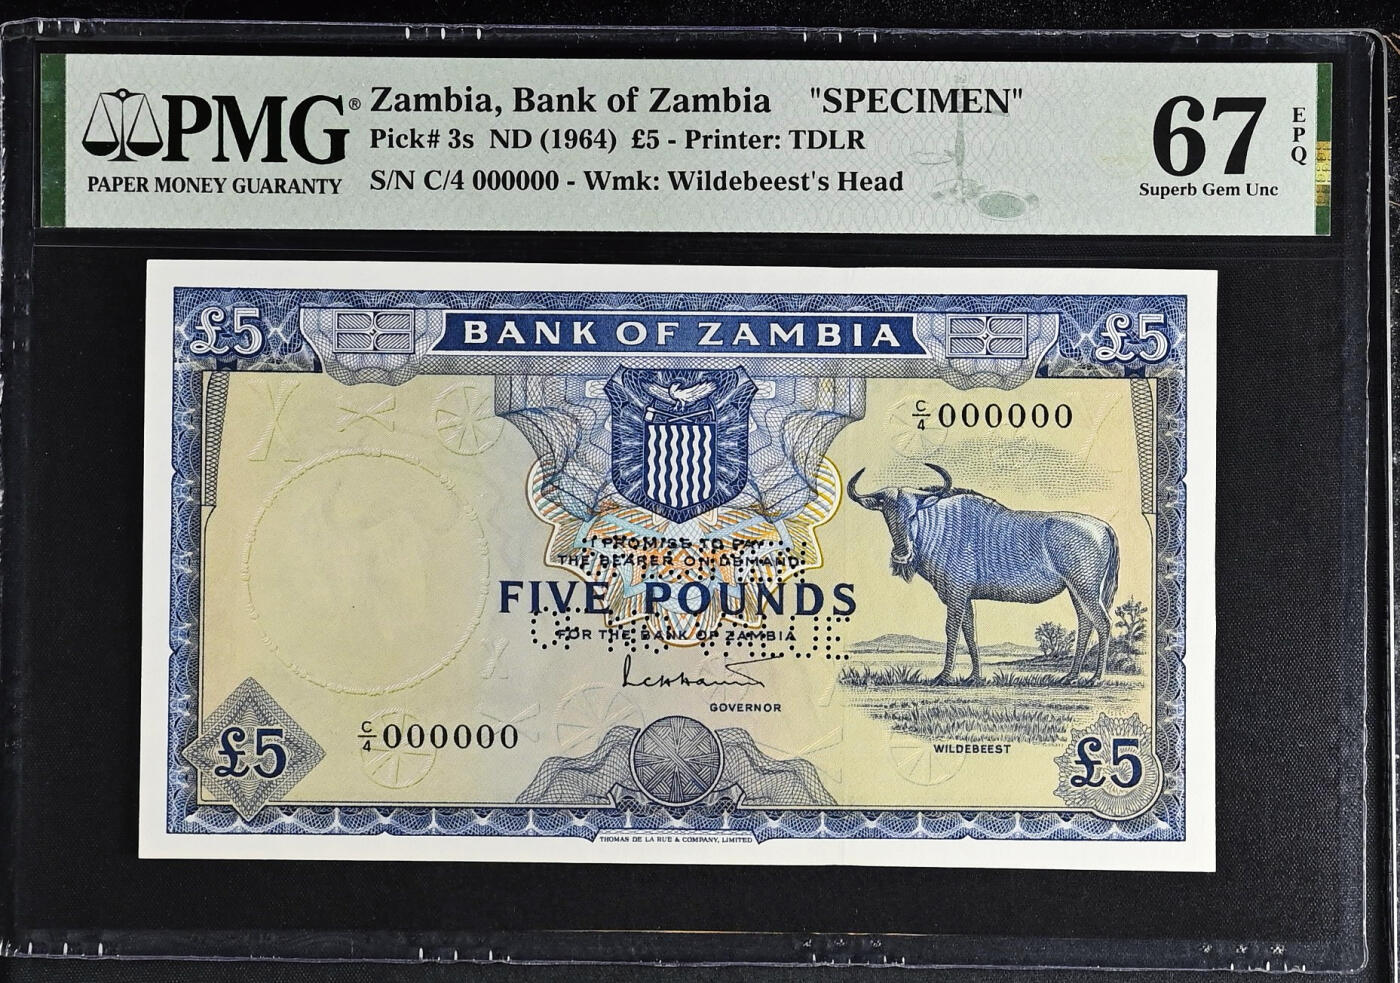 PMG®
PAPER MONEY GUARANTY
Zambia, Bank of Zambia "SPECIMEN"
Pick# 3s ND (1964) £5 - Printer: TDLR
S/N C/4 000000 - Wmk: Wildebeest's Head
67
EPQ
Superb Gem Unc
£5
BANK OF ZAMBIA
£5
C/4 000000
I PROMISE TO PAY
THE BEARER ON DEMAND
FIVE POUNDS
FOR THE BANK OF ZAMBIA
OF NO VALUE
GOVERNOR
C/4 000000
WILDEBEEST
£5
£5
THOMAS DE LA RUE & COMPANY, LIMITED